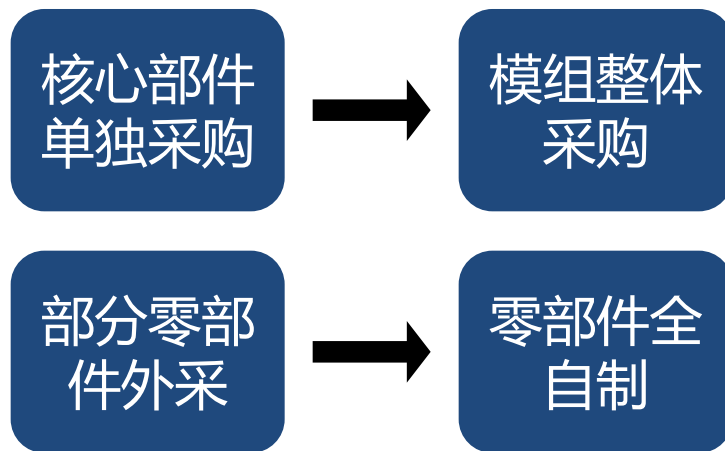 核心部件
单独采购
模组整体
采购
部分零部
件外采
零部件全
自制